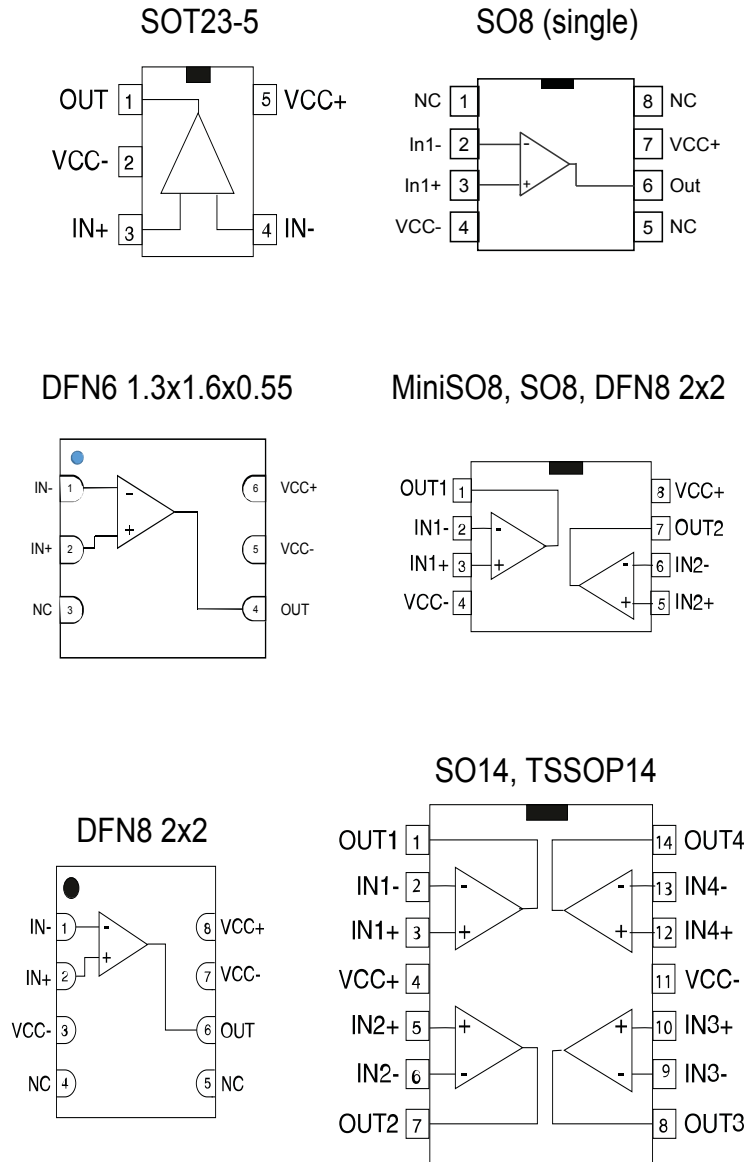 SOT23-5
OUT 1 5 VCC+
VCC- 2
IN+ 3 4 IN-
SO8 (single)
NC 1 8 NC
In1- 2 - 7 VCC+
In1+ 3 + 6 Out
VCC- 4 5 NC
DFN6 1.3x1.6x0.55
IN- 1 - 6 VCC+
IN+ 2 + 5 VCC-
NC 3 4 OUT
MiniSO8, SO8, DFN8 2x2
OUT1 1 8 VCC+
IN1- 2 - 7 OUT2
IN1+ 3 + - 6 IN2-
VCC- 4 + 5 IN2+
DFN8 2x2
IN- 1 - 8 VCC+
IN+ 2 + 7 VCC-
VCC- 3 6 OUT
NC 4 5 NC
SO14, TSSOP14
OUT1 1 14 OUT4
IN1- 2 - - 13 IN4-
IN1+ 3 + + 12 IN4+
VCC+ 4 11 VCC-
IN2+ 5 + + 10 IN3+
IN2- 6 - - 9 IN3-
OUT2 7 8 OUT3